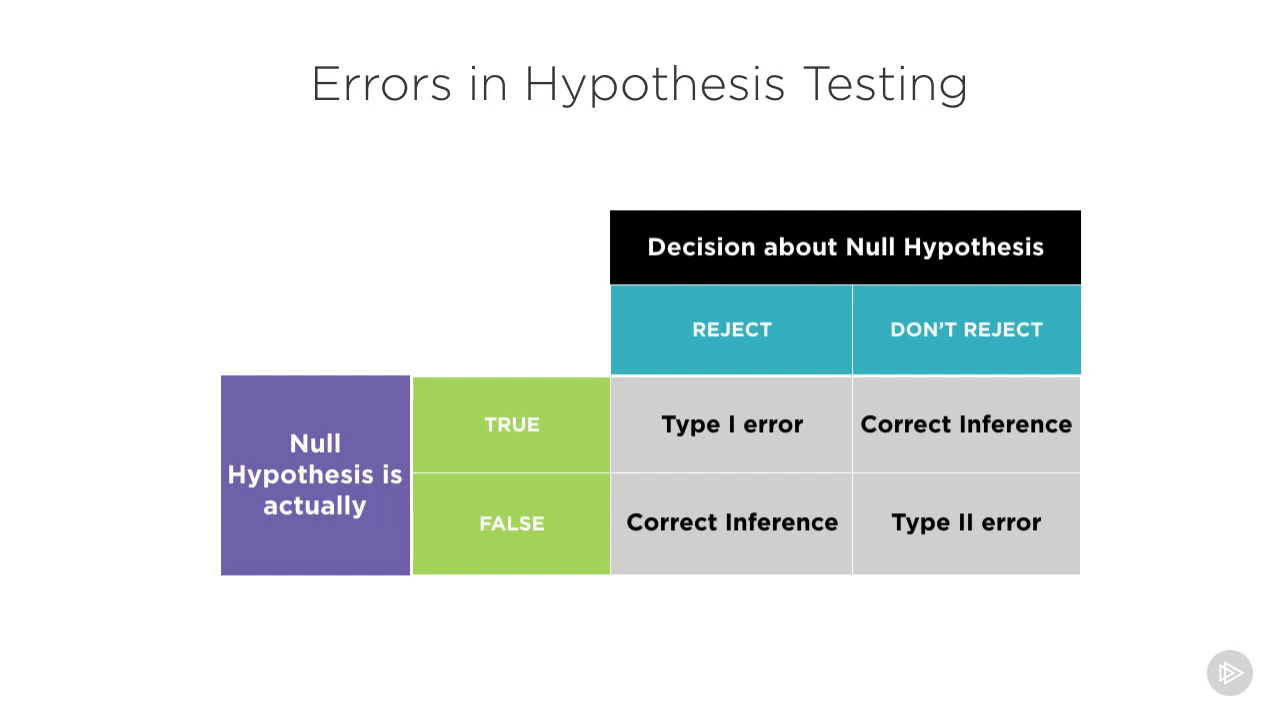 Errors in Hypothesis Testing
Decision about Null Hypothesis
REJECT DON’T REJECT
Null
Hypothesis is
actually
TRUE Type I error Correct Inference
FALSE Correct Inference Type II error